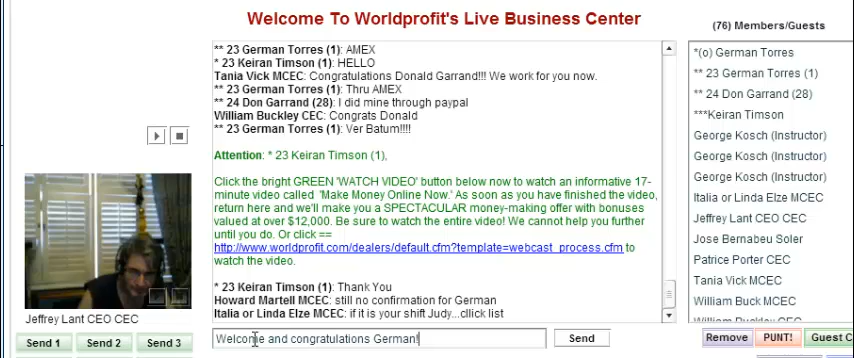 Welcome To Worldprofit's Live Business Center
(76) Members/Guests
** 23 German Torres (1): AMEX
* 23 Keiran Timson (1): HELLO
Tania Vick MCEC: Congratulations Donald Garrand!!! We work for you now.
** 23 German Torres (1): Thru AMEX
** 24 Don Garrand (28): I did mine through paypal
William Buckley CEC: Congrats Donald
** 23 German Torres (1): Ver Batum!!!!
Attention: * 23 Keiran Timson (1),
Click the bright GREEN 'WATCH VIDEO' button below now to watch an informative 17-
minute video called 'Make Money Online Now.' As soon as you have finished the video,
return here and we'll make you a SPECTACULAR money-making offer with bonuses
valued at over $12,000. Be sure to watch the entire video! We cannot help you further
until you do. Or click ==
http://www.worldprofit.com/dealers/default.cfm?template=webcast_process.cfm to
watch the video.
* 23 Keiran Timson (1): Thank You
Howard Martell MCEC: still no confirmation for German
Italia or Linda Elze MCEC: if it is your shift Judy...cllick list
Welcome and congratulations German!
Send
*(o) German Torres
** 23 German Torres (1)
** 24 Don Garrand (28)
***Keiran Timson
George Kosch (Instructor)
George Kosch (Instructor)
George Kosch (Instructor)
Italia or Linda Elze MCEC
Jeffrey Lant CEO CEC
Jose Bernabeu Soler
Patrice Porter CEC
Tania Vick MCEC
William Buck MCEC
William Buckley CEC
Remove
PUNT!
Guest C
Jeffrey Lant CEO CEC
Send 1
Send 2
Send 3